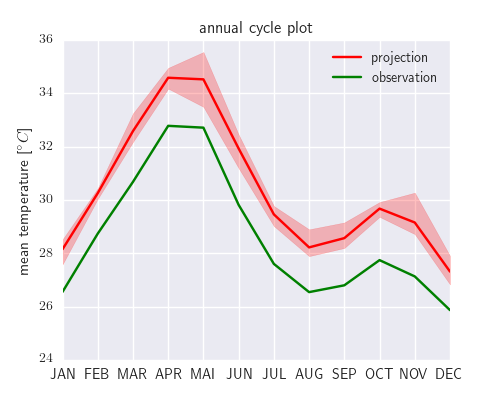 annual cycle plot
36
34
32
30
28
26
24
mean temperature [°C]
projection
observation
JAN FEB MAR APR MAI JUN JUL AUG SEP OCT NOV DEC